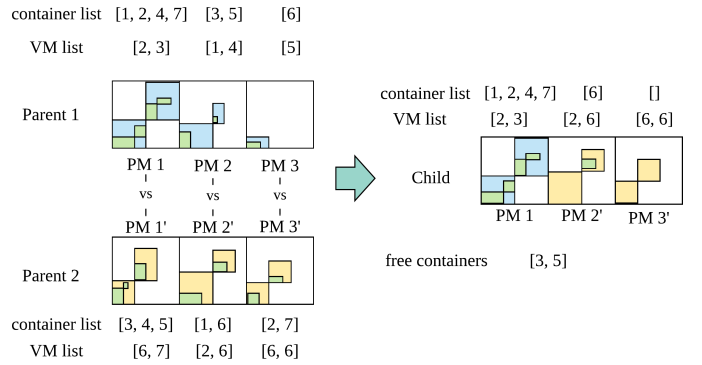 container list [1, 2, 4, 7] [3, 5] [6]
VM list [2, 3] [1, 4] [5]
Parent 1
PM 1 PM 2 PM 3
vs vs vs
PM 1' PM 2' PM 3'
Parent 2
container list [3, 4, 5] [1, 6] [2, 7]
VM list [6, 7] [2, 6] [6, 6]
container list [1, 2, 4, 7] [6] []
VM list [2, 3] [2, 6] [6, 6]
Child
PM 1 PM 2' PM 3'
free containers [3, 5]